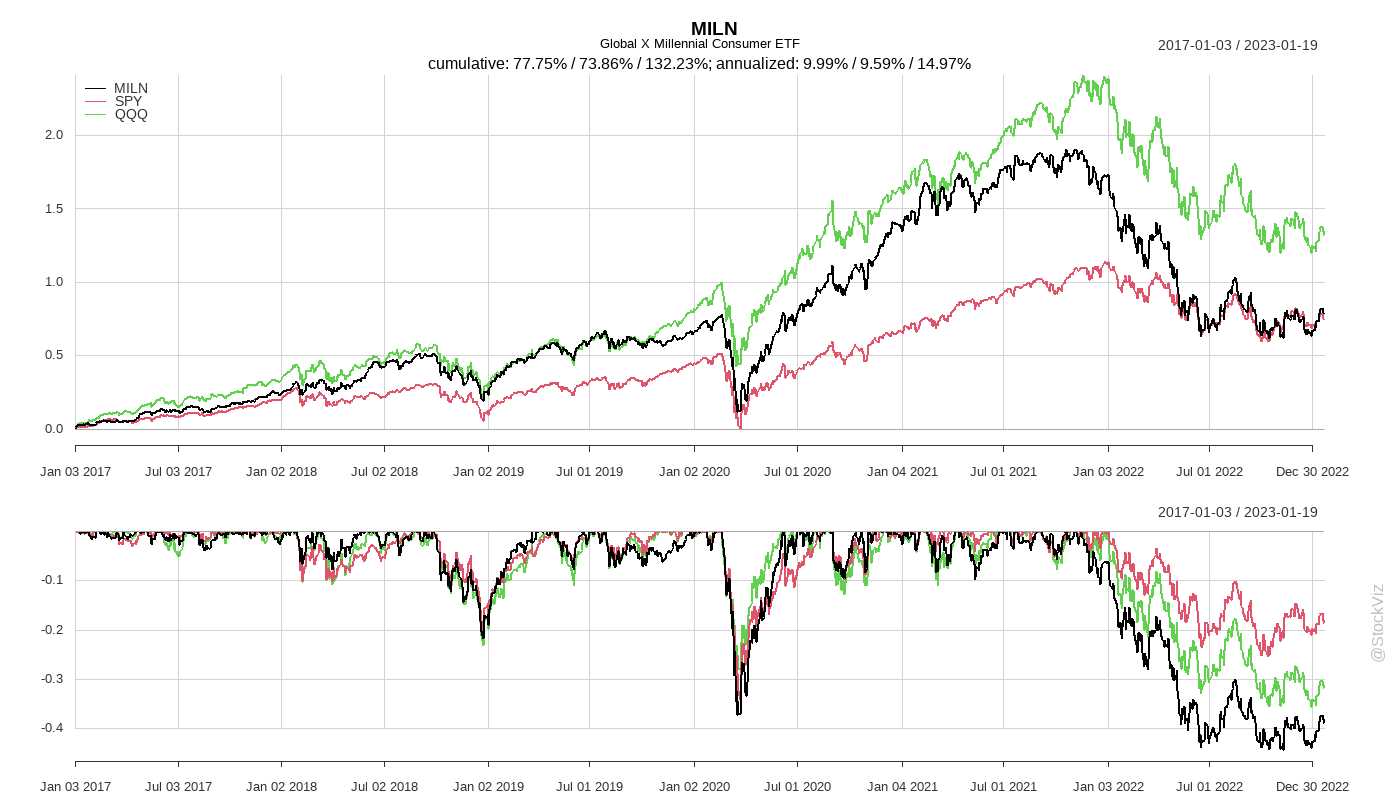 MILN
Global X Millennial Consumer ETF
2017-01-03 / 2023-01-19
cumulative: 77.75% / 73.86% / 132.23%; annualized: 9.99% / 9.59% / 14.97%
MILN
SPY
QQQ
2.0
1.5
1.0
0.5
0.0
Jan 03 2017 Jul 03 2017 Jan 02 2018 Jul 02 2018 Jan 02 2019 Jul 01 2019 Jan 02 2020 Jul 01 2020 Jan 04 2021 Jul 01 2021 Jan 03 2022 Jul 01 2022 Dec 30 2022
2017-01-03 / 2023-01-19
-0.1
-0.2
-0.3
-0.4
Jan 03 2017 Jul 03 2017 Jan 02 2018 Jul 02 2018 Jan 02 2019 Jul 01 2019 Jan 02 2020 Jul 01 2020 Jan 04 2021 Jul 01 2021 Jan 03 2022 Jul 01 2022 Dec 30 2022
@StockViz